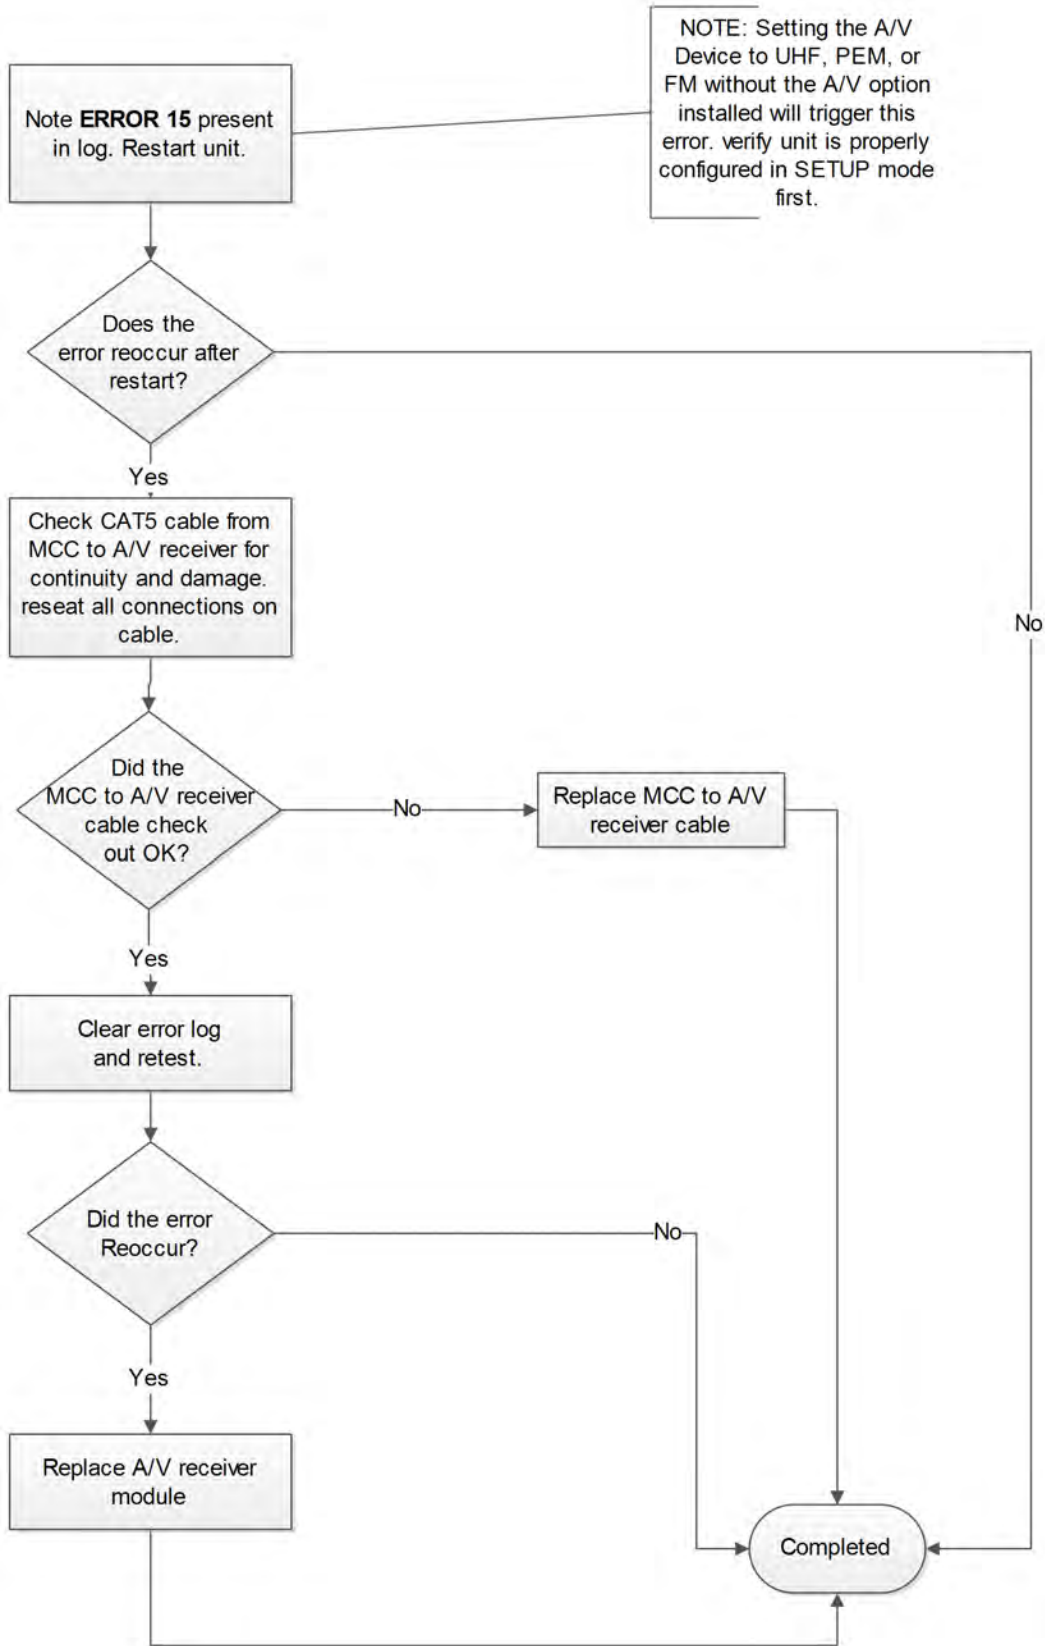 NOTE: Setting the A/V
Device to UHF, PEM, or
FM without the A/V option
installed will trigger this
error. verify unit is properly
configured in SETUP mode
first.
Note ERROR 15 present
in log. Restart unit.
Does the
error reoccur after
restart?
Yes
No
Check CAT5 cable from
MCC to A/V receiver for
continuity and damage.
reseat all connections on
cable.
Did the
MCC to A/V receiver
cable check
out OK?
No
Replace MCC to A/V
receiver cable
Yes
Clear error log
and retest.
Did the error
Reoccur?
No
Yes
Replace A/V receiver
module
Completed